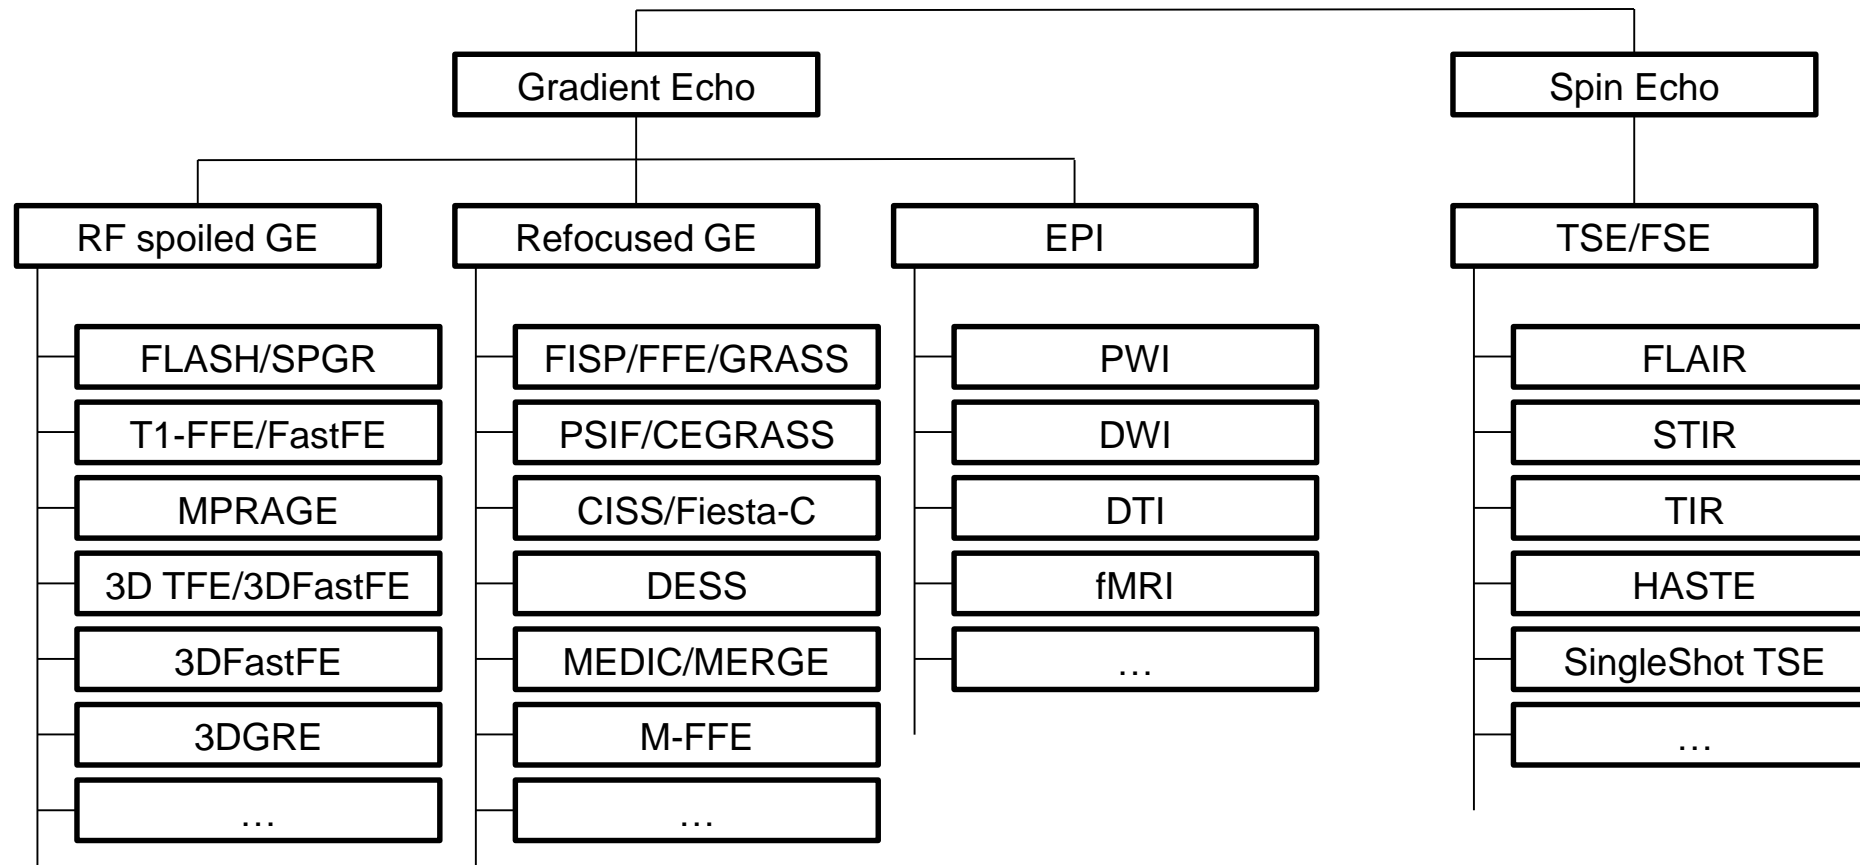 Gradient Echo
Spin Echo
RF spoiled GE
Refocused GE
EPI
TSE/FSE
FLASH/SPGR
T1-FFE/FastFE
MPRAGE
3D TFE/3DFastFE
3DFastFE
3DGRE
…
FISP/FFE/GRASS
PSIF/CEGRASS
CISS/Fiesta-C
DESS
MEDIC/MERGE
M-FFE
…
PWI
DWI
DTI
fMRI
…
FLAIR
STIR
TIR
HASTE
SingleShot TSE
…